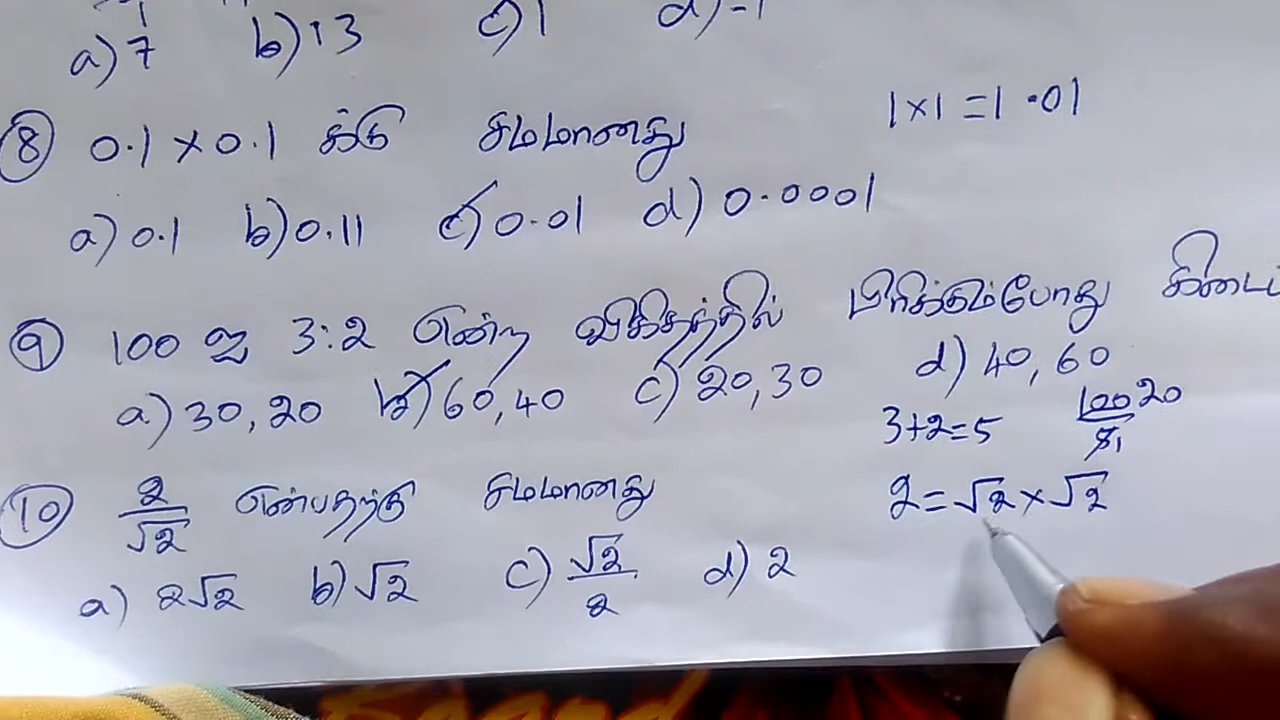 a) 7 b) 13 c) 1 d) -1
⑧ 0.1 × 0.1 க்கு சமமானது
1×1 = 1 .01
a) 0.1 b) 0.11 c) 0.01 d) 0.0001
⑨ 100 ஐ 3:2 என்ற விகிதத்தில் பிரிக்கும்போது
a) 30, 20 b) 60, 40 c) 20, 30 d) 40, 60
3+2=5 100/5 20 1
⑩ 2/√2 என்பதற்கு சமமானது
2 = √2 × √2
a) 2√2 b) √2 c) √2/2 d) 2